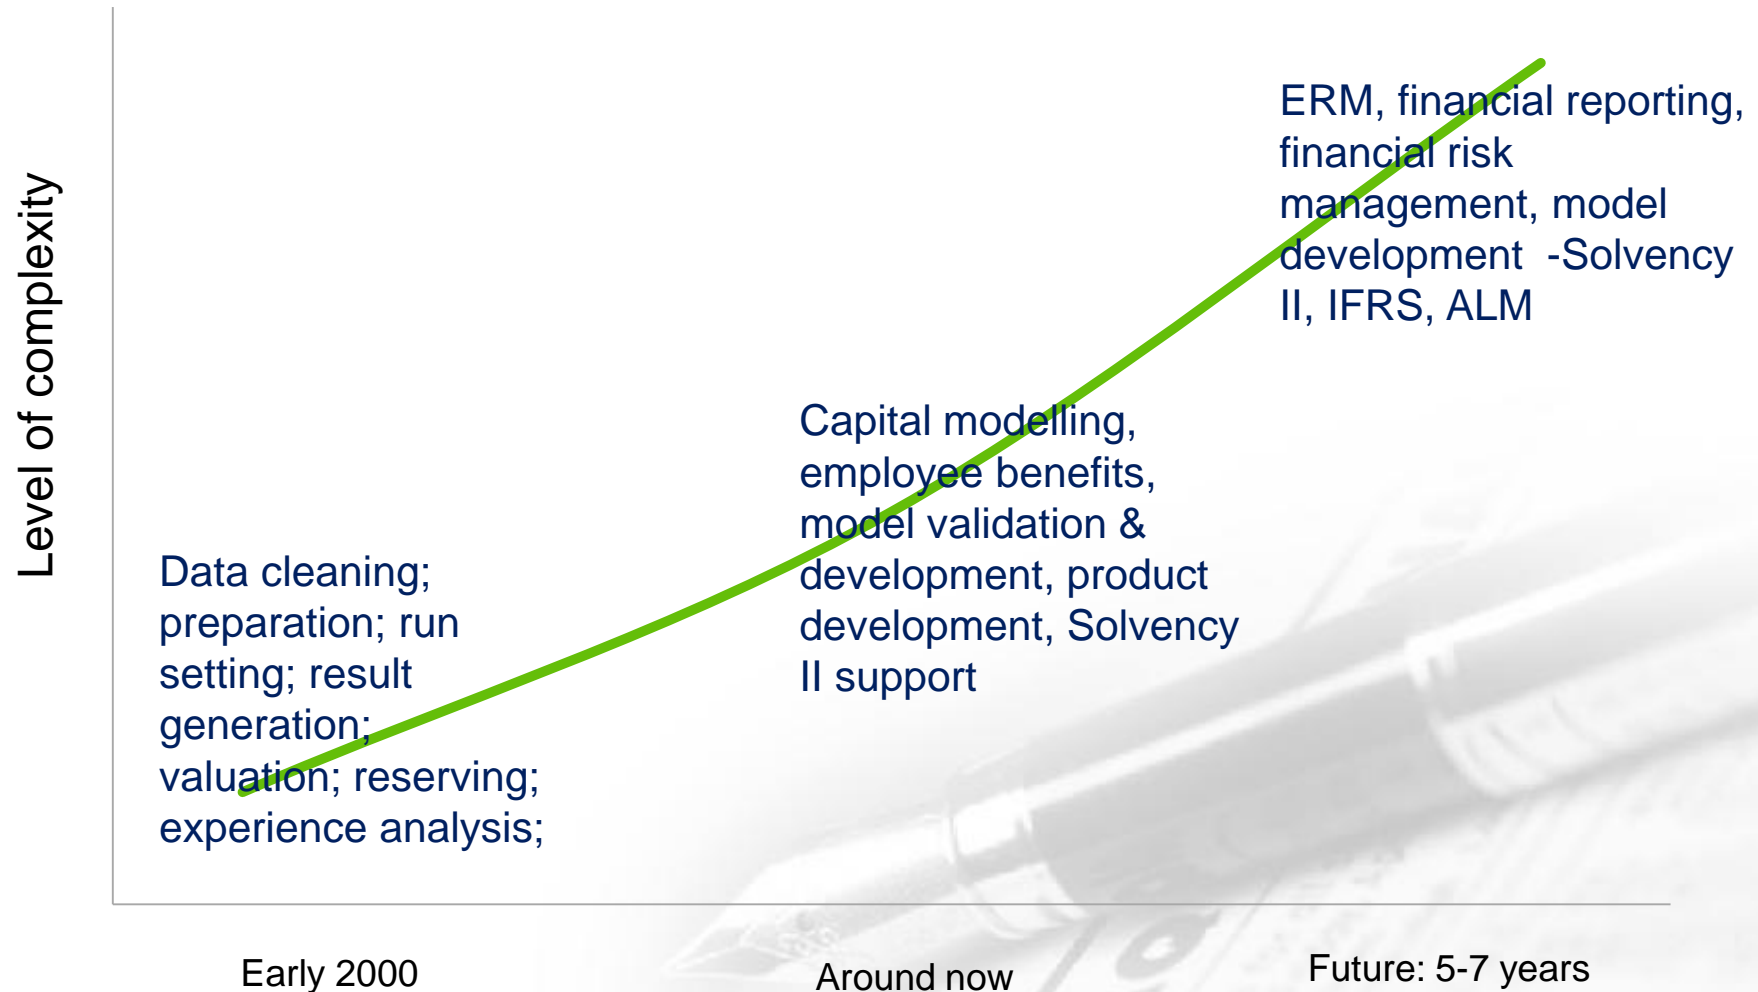 Level of complexity
ERM, financial reporting,
financial risk
management, model
development -Solvency
II, IFRS, ALM
Capital modelling,
employee benefits,
model validation &
development, product
development, Solvency
II support
Data cleaning;
preparation; run
setting; result
generation;
valuation; reserving;
experience analysis;
Early 2000
Around now
Future: 5-7 years